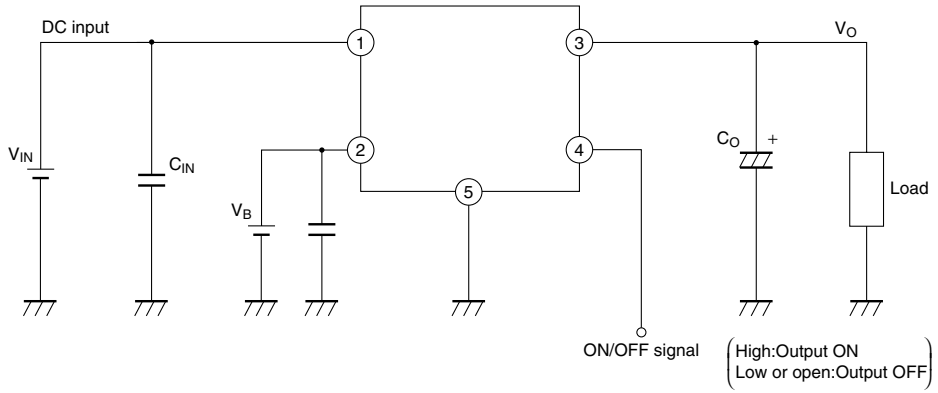 DC input
1
3
V_O
V_IN
C_IN
2
4
C_O +
V_B
5
Load
ON/OFF signal
High:Output ON
Low or open:Output OFF